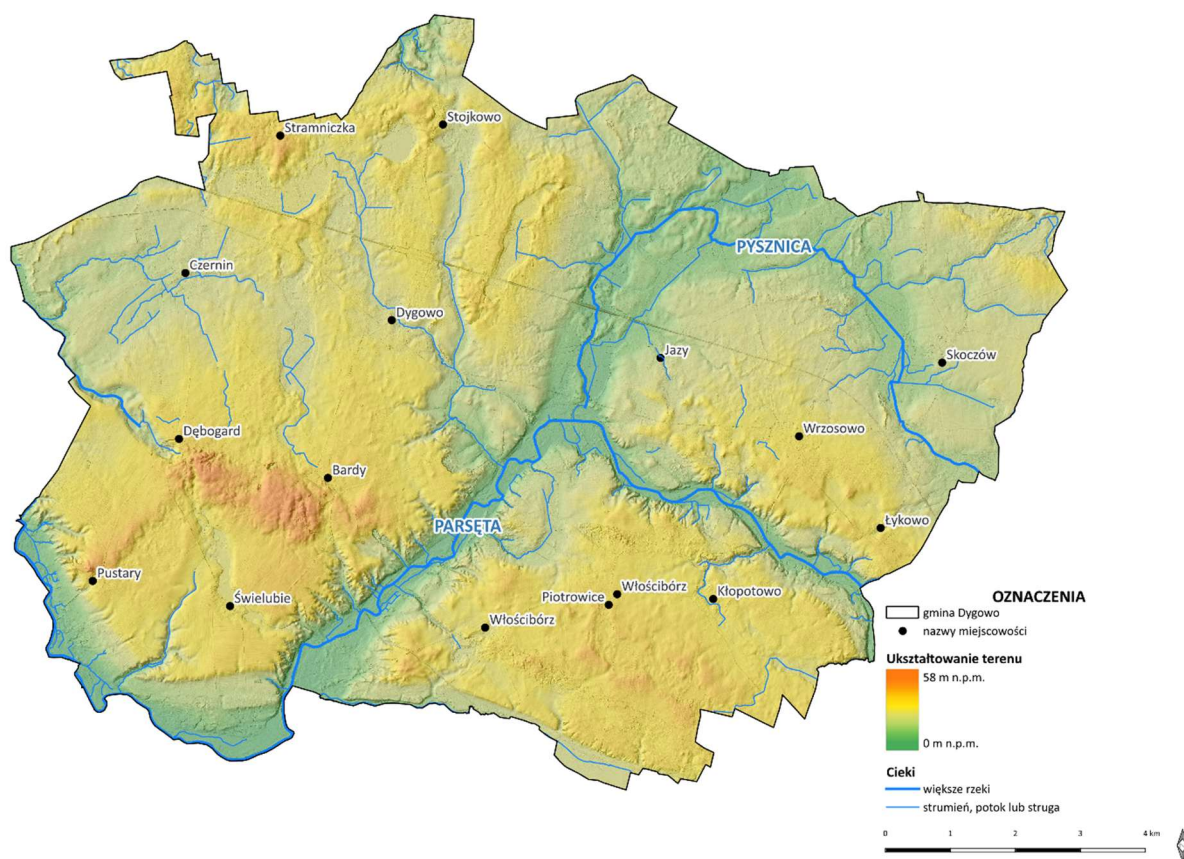 Stramniczka
Stojkowo
PYSZNICA
Czernin
Dygowo
Jazy
Skoczów
Dębogard
Wrzosowo
Bardy
PARSĘTA
Łykowo
Pustary
Świelubie
Włościbórz
Piotrowice
Kłopotowo
Włościbórz
OZNACZENIA
gmina Dygowo
nazwy miejscowości
Ukształtowanie terenu
58 m n.p.m.
0 m n.p.m.
Cieki
większe rzeki
strumień, potok lub struga
0 1 2 3 4 km